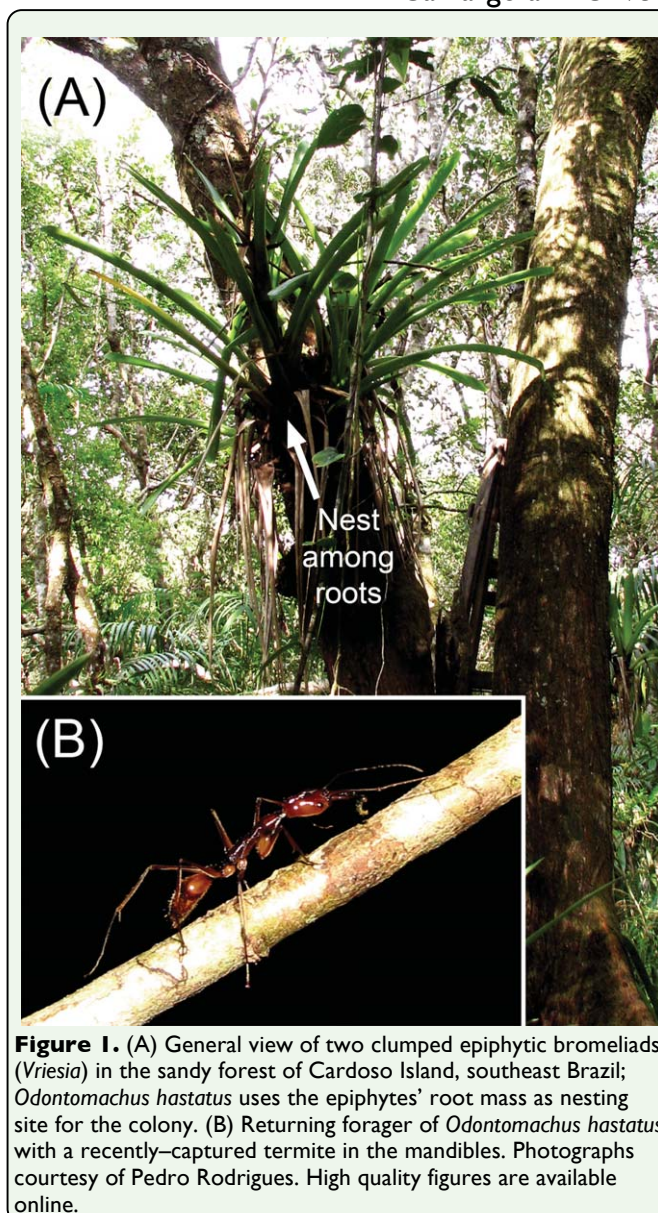 (A)
Nest
among
roots
(B)
Figure 1. (A) General view of two clumped epiphytic bromeliads
(Vriesia) in the sandy forest of Cardoso Island, southeast Brazil;
Odontomachus hastatus uses the epiphytes' root mass as nesting
site for the colony. (B) Returning forager of Odontomachus hastatus
with a recently–captured termite in the mandibles. Photographs
courtesy of Pedro Rodrigues. High quality figures are available
online.